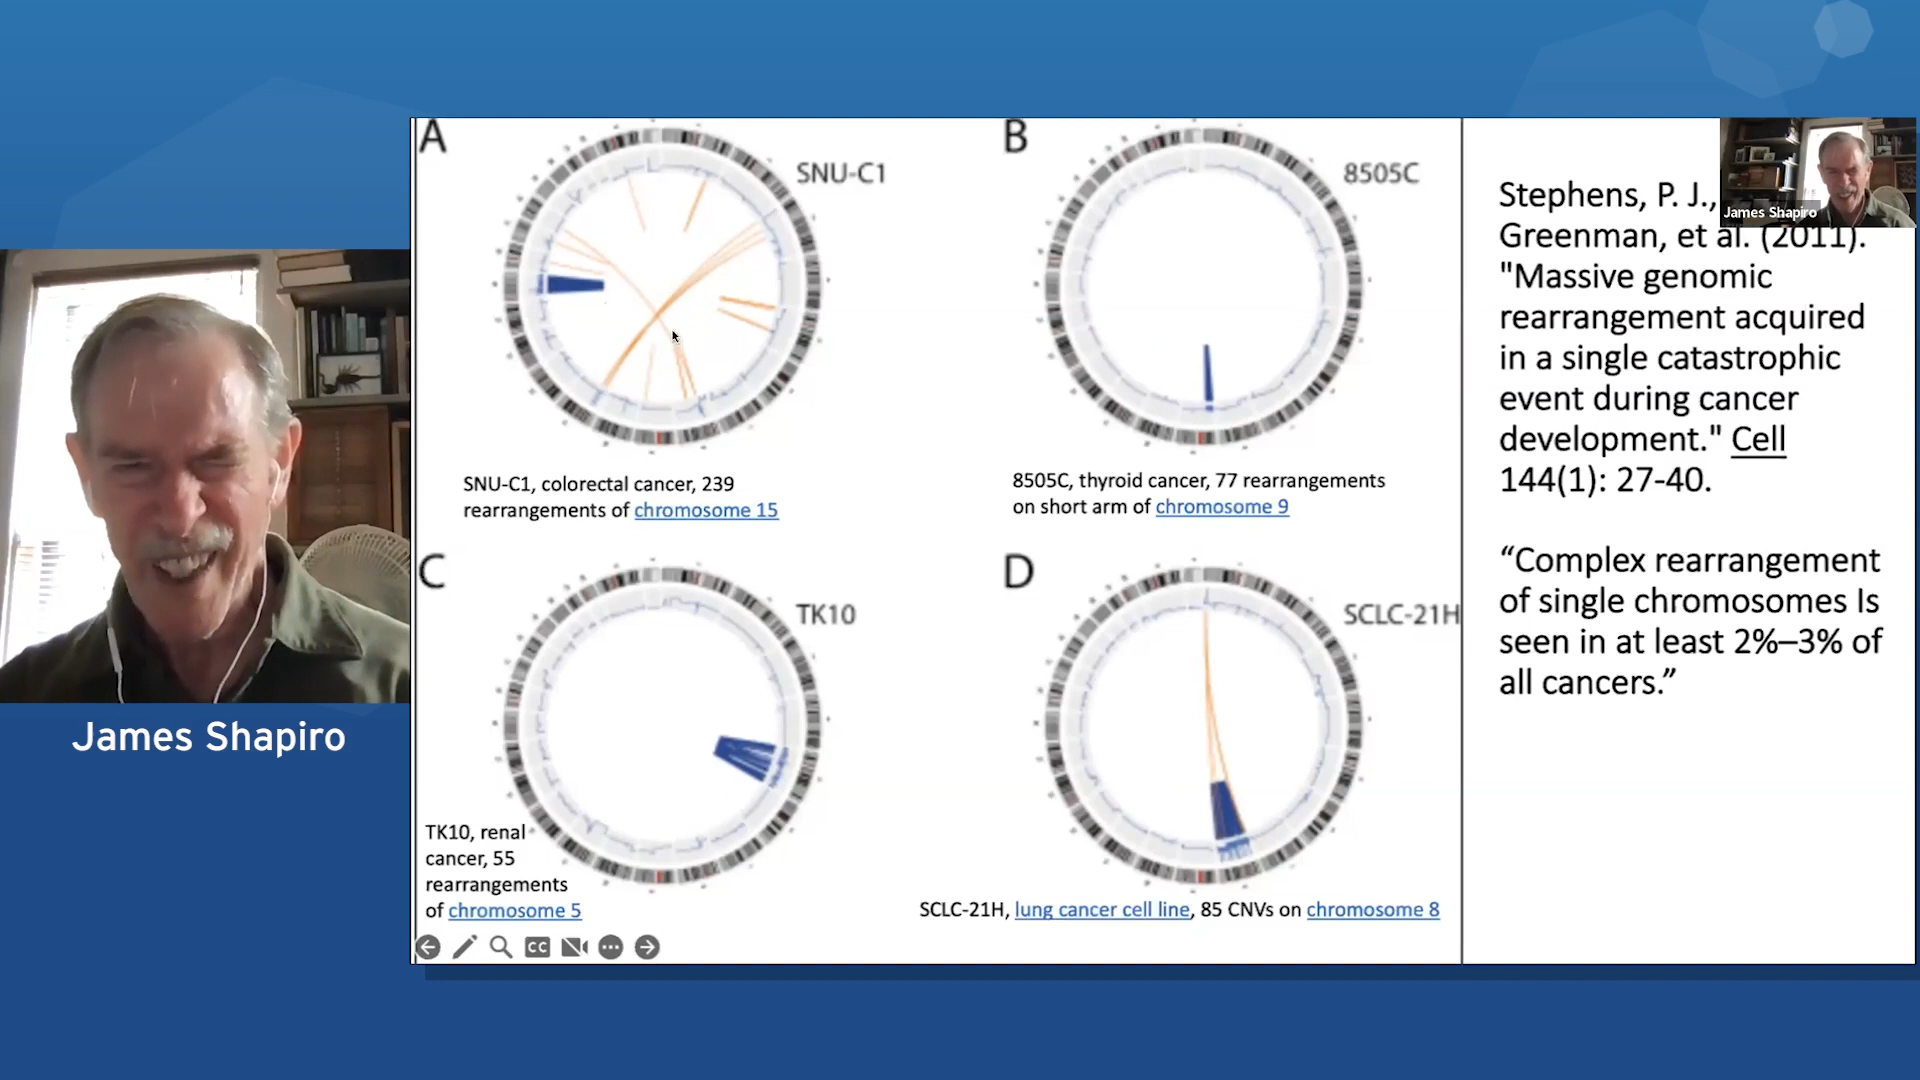 A
SNU-C1
SNU-C1, colorectal cancer, 239
rearrangements of chromosome 15
B
8505C
8505C, thyroid cancer, 77 rearrangements
on short arm of chromosome 9
C
TK10
TK10, renal
cancer, 55
rearrangements
of chromosome 5
D
SCLC-21H
SCLC-21H, lung cancer cell line, 85 CNVs on chromosome 8
CC
Stephens, P. J.,
Greenman, et al. (2011).
"Massive genomic
rearrangement acquired
in a single catastrophic
event during cancer
development." Cell
144(1): 27-40.
“Complex rearrangement
of single chromosomes Is
seen in at least 2%–3% of
all cancers.”
James Shapiro
James Shapiro